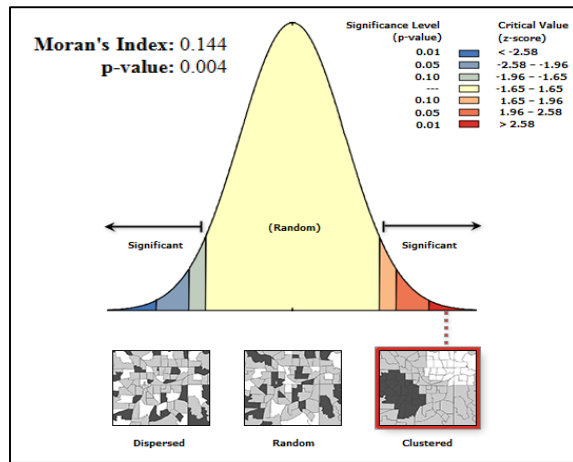 Moran's Index: 0.144
p-value: 0.004
Significance Level
(p-value)
Critical Value
(z-score)
0.01 < -2.58
0.05 -2.58 – -1.96
0.10 -1.96 – -1.65
--- -1.65 – 1.65
0.10 1.65 – 1.96
0.05 1.96 – 2.58
0.01 > 2.58
Significant
(Random)
Significant
Dispersed
Random
Clustered